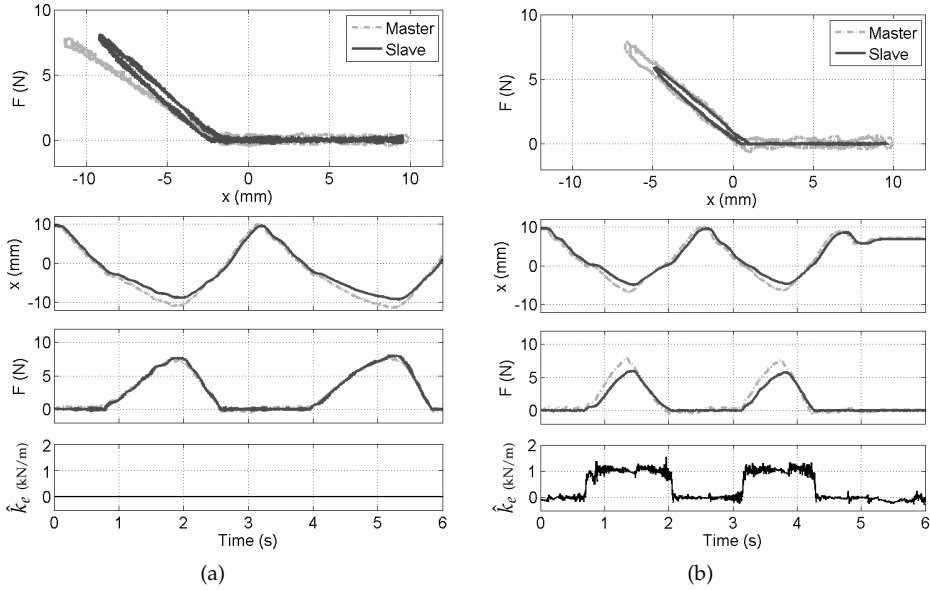 Master
Slave
10
5
0
F (N)
-10 -5 0 5 10
x (mm)
10
0
-10
x (mm)
10
5
0
F (N)
2
1
0
k̂e (kN/m)
0 1 2 3 4 5 6
Time (s)
(a)
Master
Slave
10
5
0
F (N)
-10 -5 0 5 10
x (mm)
10
0
-10
x (mm)
10
5
0
F (N)
2
1
0
k̂e (kN/m)
0 1 2 3 4 5 6
Time (s)
(b)